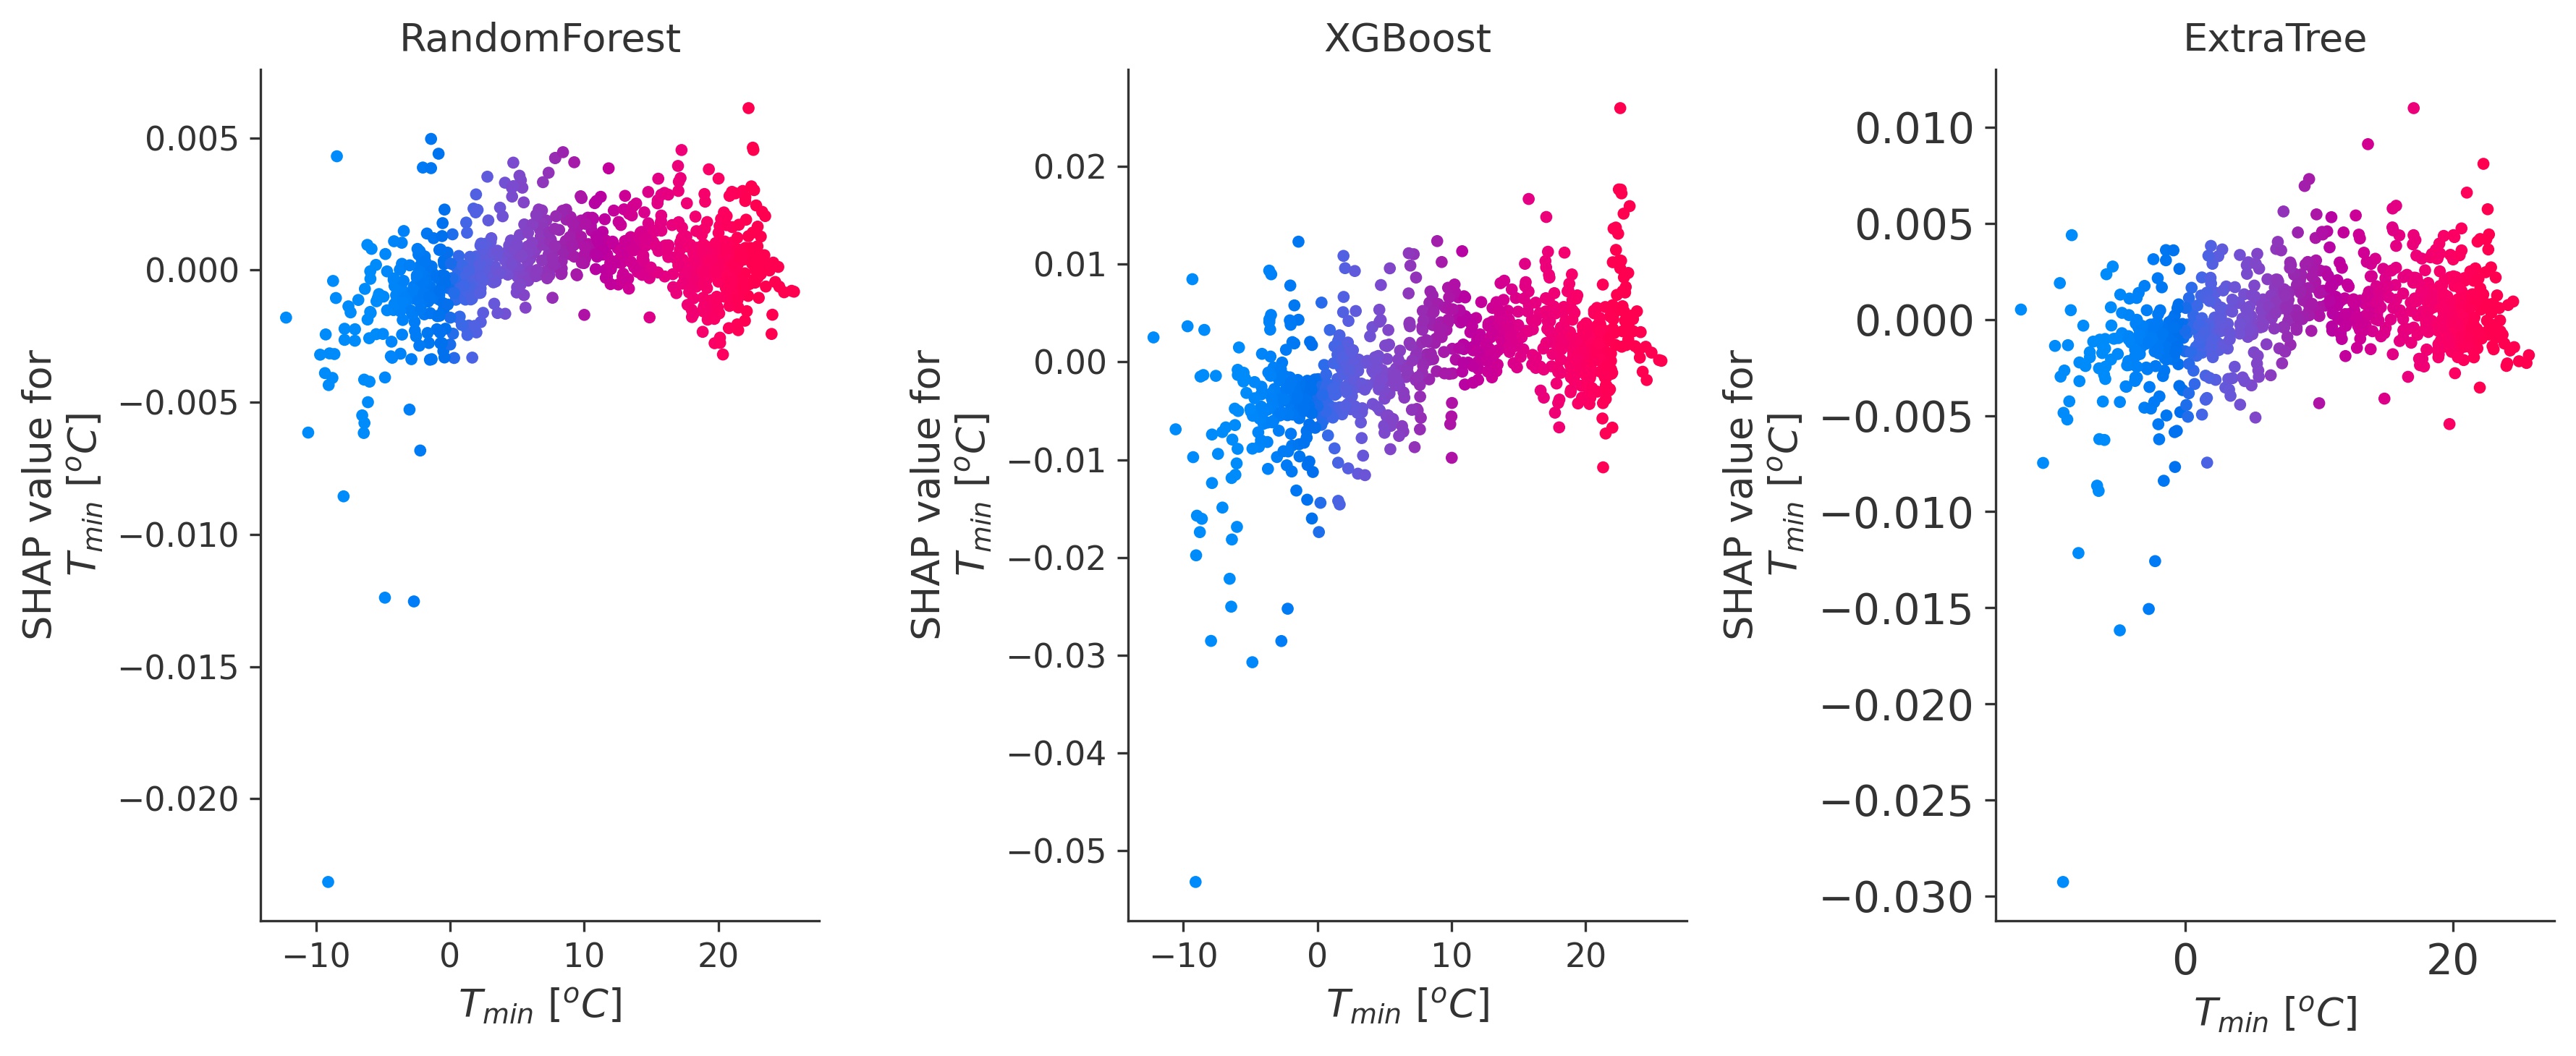 RandomForest
0.005
0.000
−0.005
−0.010
−0.015
−0.020
SHAP value for
T_min [°C]
−10 0 10 20
T_min [°C]
XGBoost
0.02
0.01
0.00
−0.01
−0.02
−0.03
−0.04
−0.05
SHAP value for
T_min [°C]
−10 0 10 20
T_min [°C]
ExtraTree
0.010
0.005
0.000
−0.005
−0.010
−0.015
−0.020
−0.025
−0.030
SHAP value for
T_min [°C]
0 20
T_min [°C]